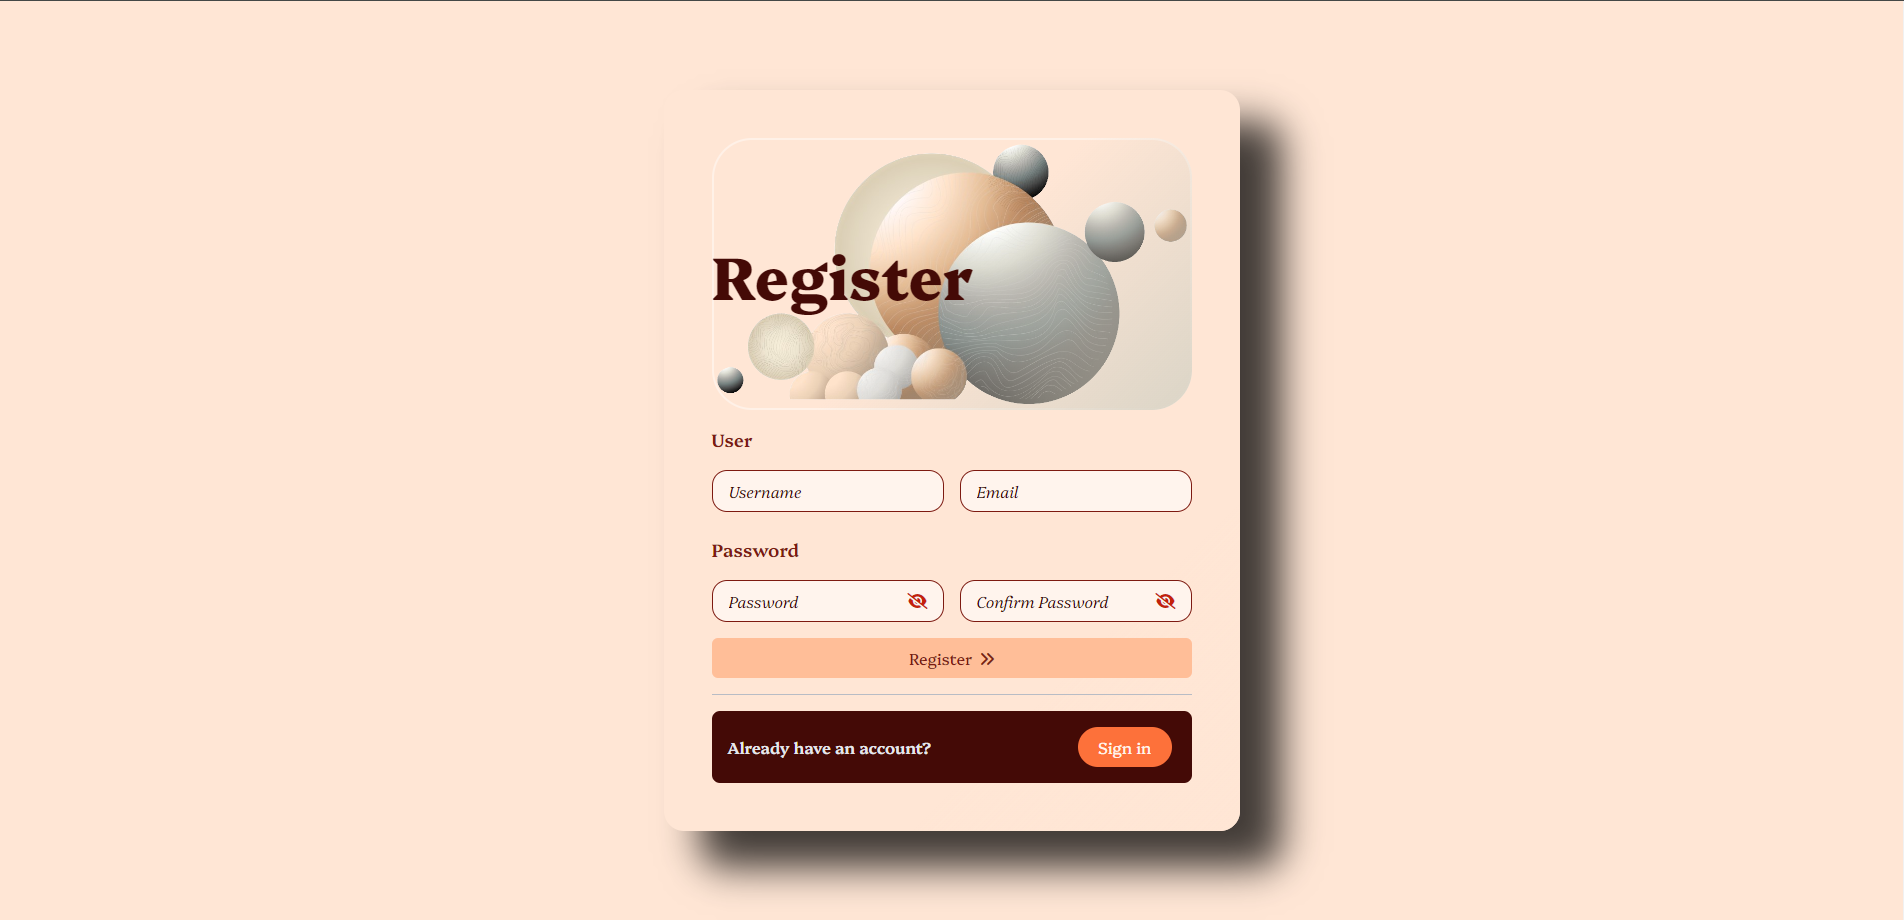 Register
User
Username Email
Password
Password Confirm Password
Register
Already have an account? Sign in